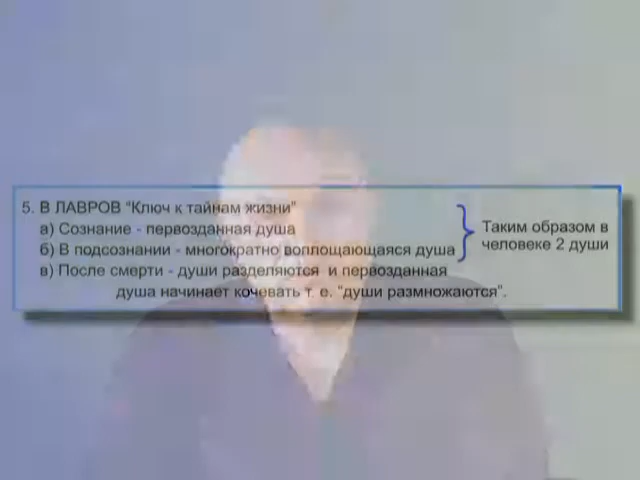 5. В ЛАВРОВ "Ключ к тайнам жизни"
а) Сознание - первозданная душа
б) В подсознании - многократно воплощающаяся душа
Таким образом в
человеке 2 души
в) После смерти - души разделяются и первозданная
душа начинает кочевать т. е. "души размножаются".